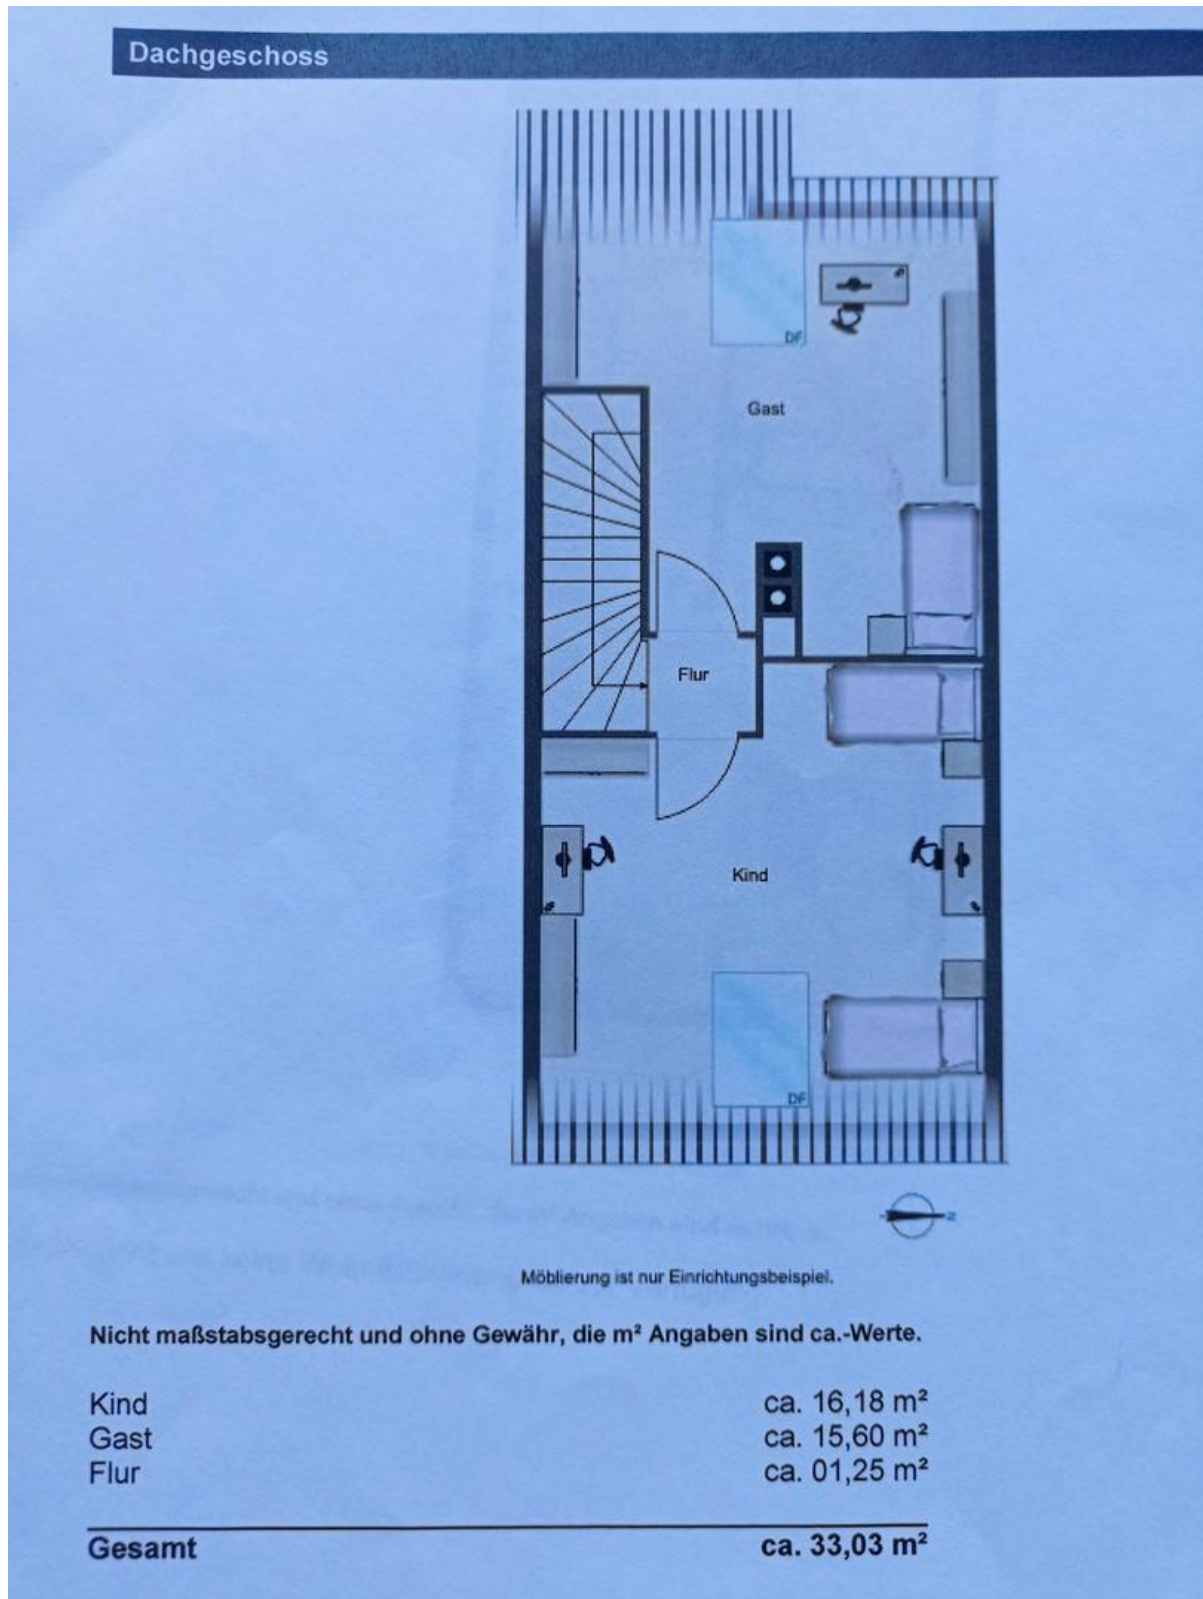 Dachgeschoss
DF
Gast
Flur
Kind
DF
Möblierung ist nur Einrichtungsbeispiel.
Nicht maßstabsgerecht und ohne Gewähr, die m² Angaben sind ca.-Werte.
Kind ca. 16,18 m²
Gast ca. 15,60 m²
Flur ca. 01,25 m²
Gesamt ca. 33,03 m²